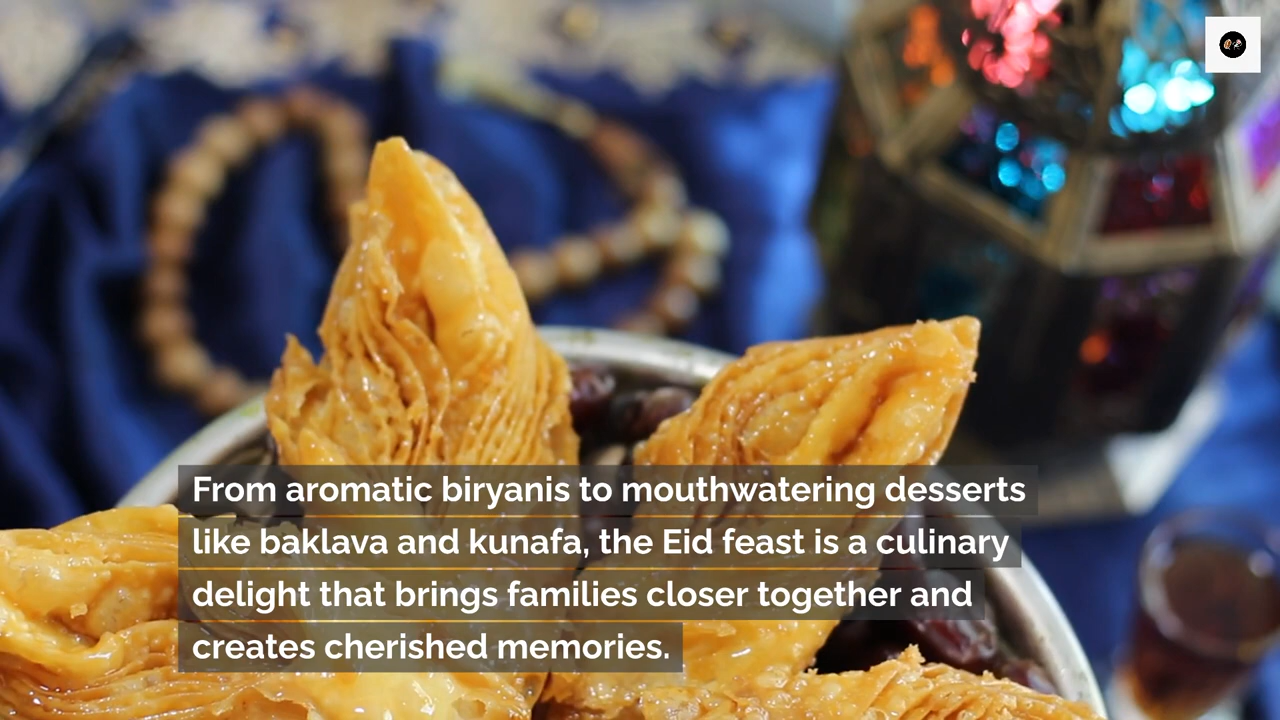 From aromatic biryanis to mouthwatering desserts
like baklava and kunafa, the Eid feast is a culinary
delight that brings families closer together and
creates cherished memories.